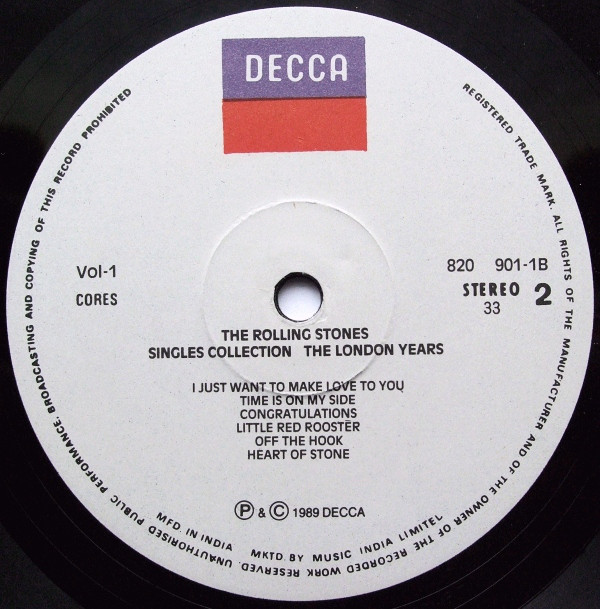 DECCA
Vol-1
CORES
820 901-1B
STEREO 2
33
THE ROLLING STONES
SINGLES COLLECTION THE LONDON YEARS
I JUST WANT TO MAKE LOVE TO YOU
TIME IS ON MY SIDE
CONGRATULATIONS
LITTLE RED ROOSTER
OFF THE HOOK
HEART OF STONE
Ⓟ & © 1989 DECCA
MFD. IN INDIA MKTD BY MUSIC INDIA LIMITEL
REGISTERED TRADE MARK. ALL RIGHTS OF THE MANUFACTURER AND OF THE OWNER OF THE RECORDED WORK RESERVED. UNAUTHORISED PUBLIC PERFORMANCE, BROADCASTING AND COPYING OF THIS RECORD PROHIBITED